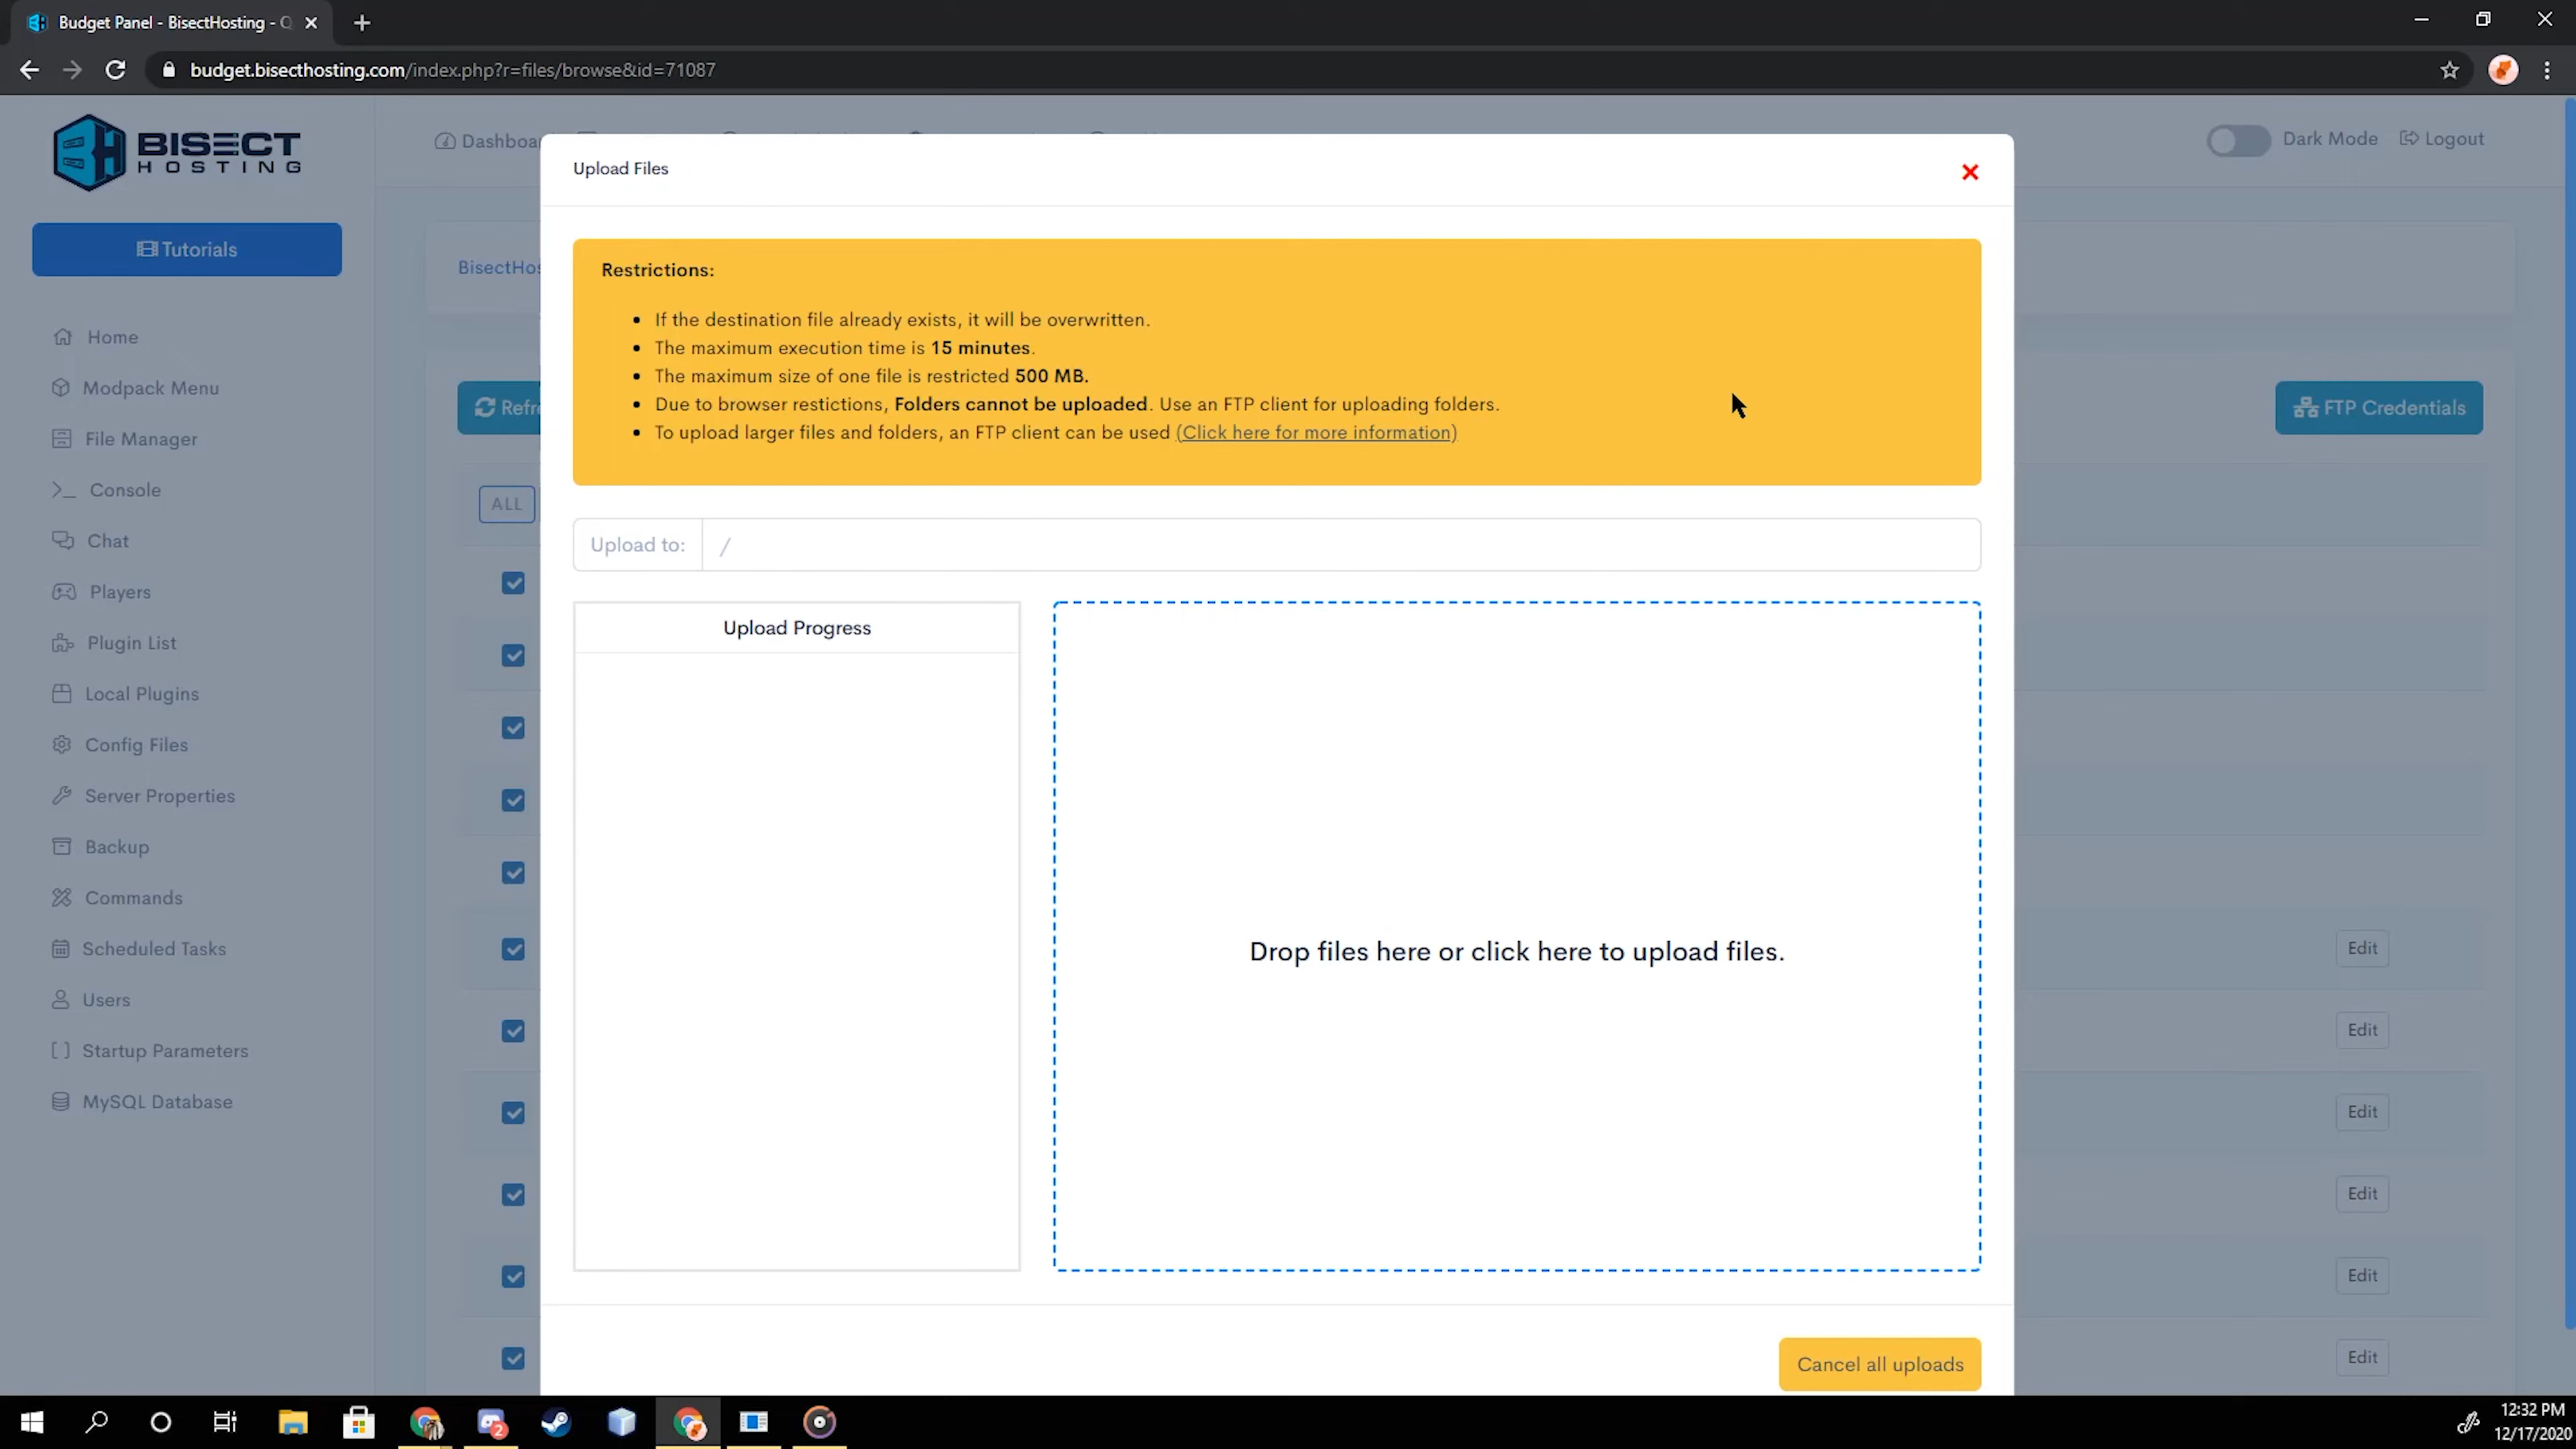 Budget Panel - BisectHosting -
budget.bisecthosting.com/index.php?r=files/browse&id=71087
BISECT
HOSTING
Tutorials
Home
Modpack Menu
File Manager
Console
Chat
Players
Plugin List
Local Plugins
Config Files
Server Properties
Backup
Commands
Scheduled Tasks
Users
Startup Parameters
MySQL Database
Dashboa
Dark Mode
Logout
BisectHos
Refre
FTP Credentials
ALL
Upload Files
Restrictions:
• If the destination file already exists, it will be overwritten.
• The maximum execution time is 15 minutes.
• The maximum size of one file is restricted 500 MB.
• Due to browser restictions, Folders cannot be uploaded. Use an FTP client for uploading folders.
• To upload larger files and folders, an FTP client can be used (Click here for more information)
Upload to: /
Upload Progress
Drop files here or click here to upload files.
Edit
Edit
Edit
Edit
Edit
Edit
Cancel all uploads
2
12:32 PM
12/17/2020